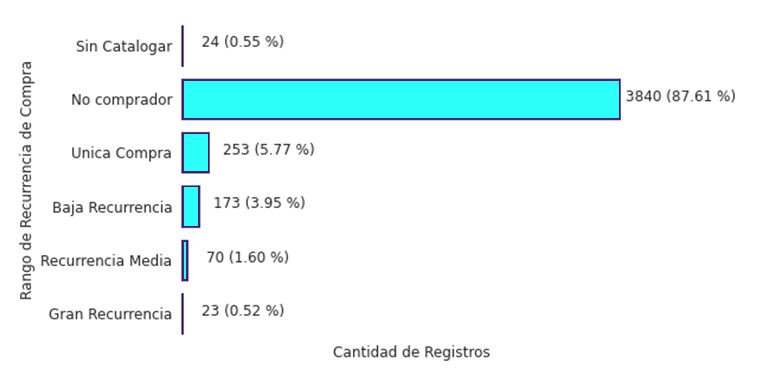 Rango de Recurrencia de Compra
Sin Catalogar 24 (0.55 %)
No comprador 3840 (87.61 %)
Unica Compra 253 (5.77 %)
Baja Recurrencia 173 (3.95 %)
Recurrencia Media 70 (1.60 %)
Gran Recurrencia 23 (0.52 %)
Cantidad de Registros